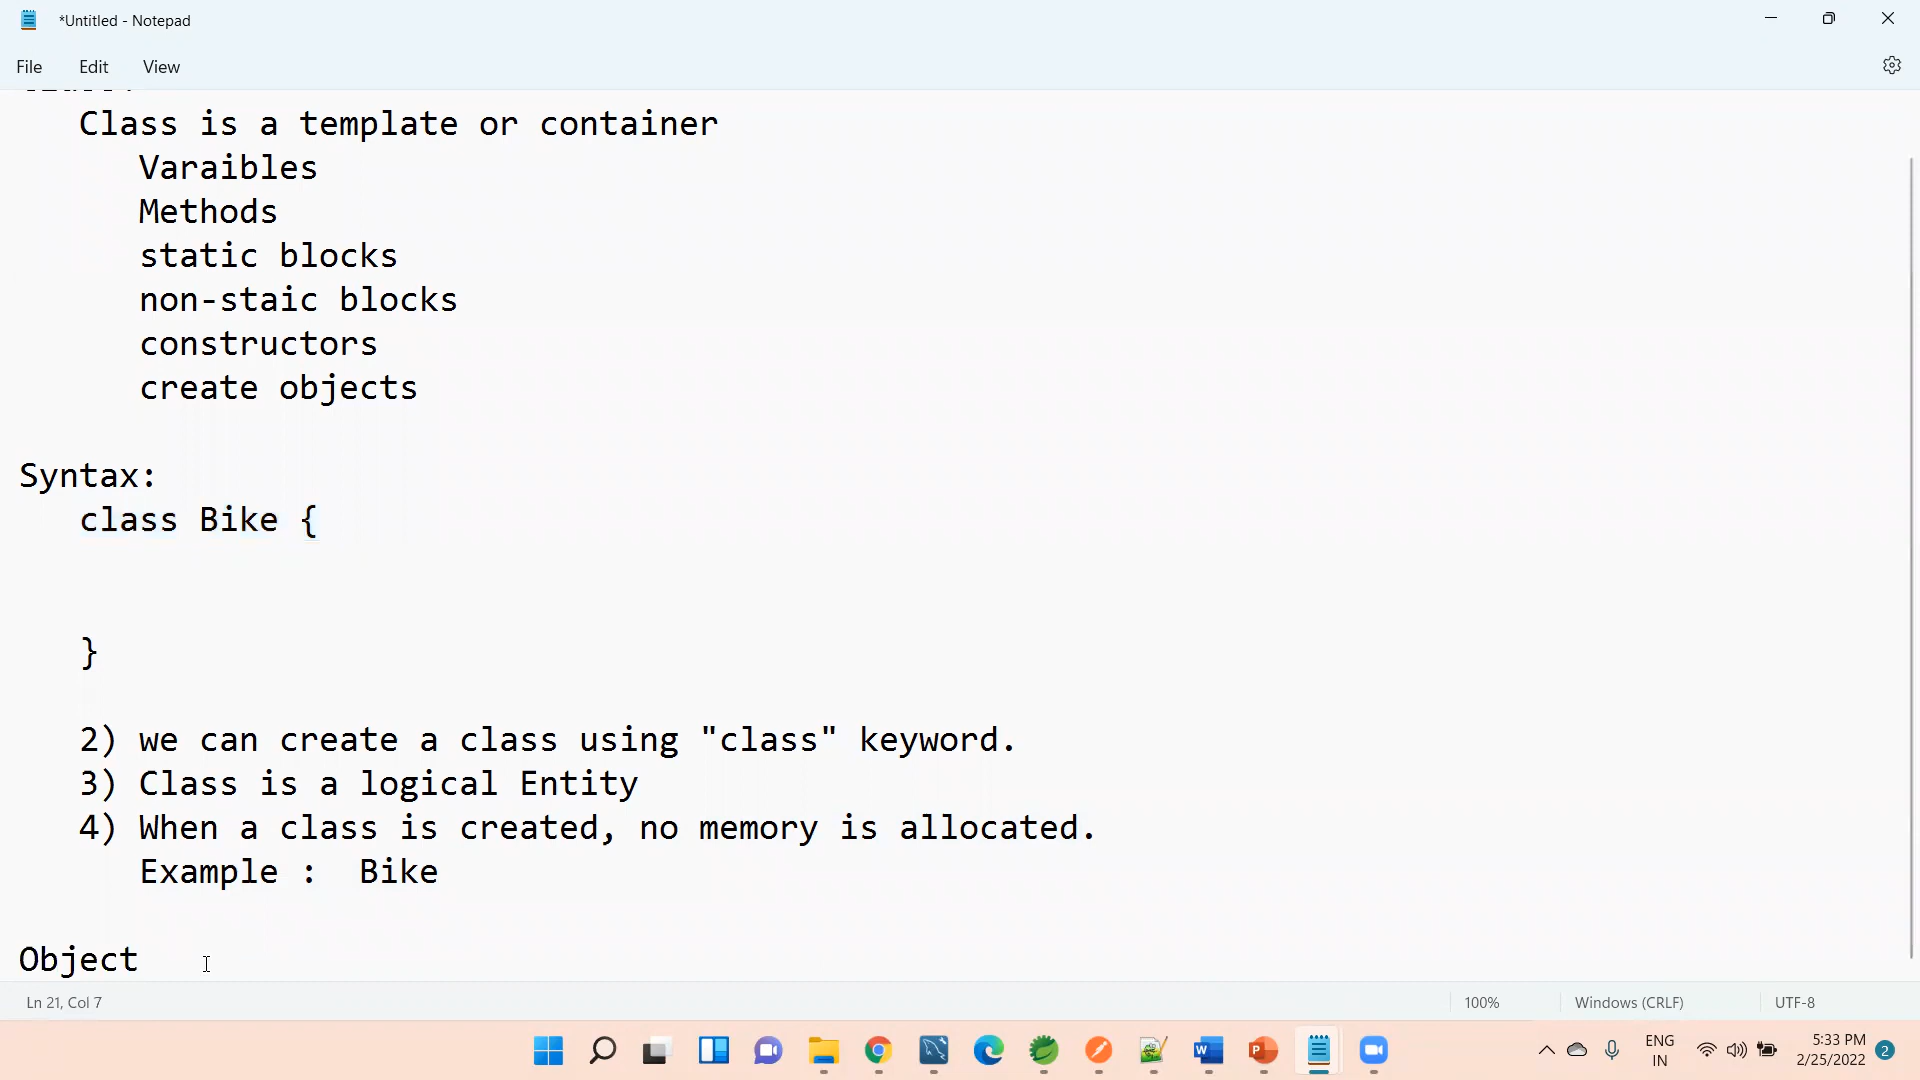 *Untitled - Notepad
File Edit View
Class is a template or container
Varaibles
Methods
static blocks
non-staic blocks
constructors
create objects
Syntax:
class Bike {
}
2) we can create a class using "class" keyword.
3) Class is a logical Entity
4) When a class is created, no memory is allocated.
Example : Bike
Object
Ln 21, Col 7 100% Windows (CRLF) UTF-8
ENG
IN
5:33 PM
2/25/2022
2